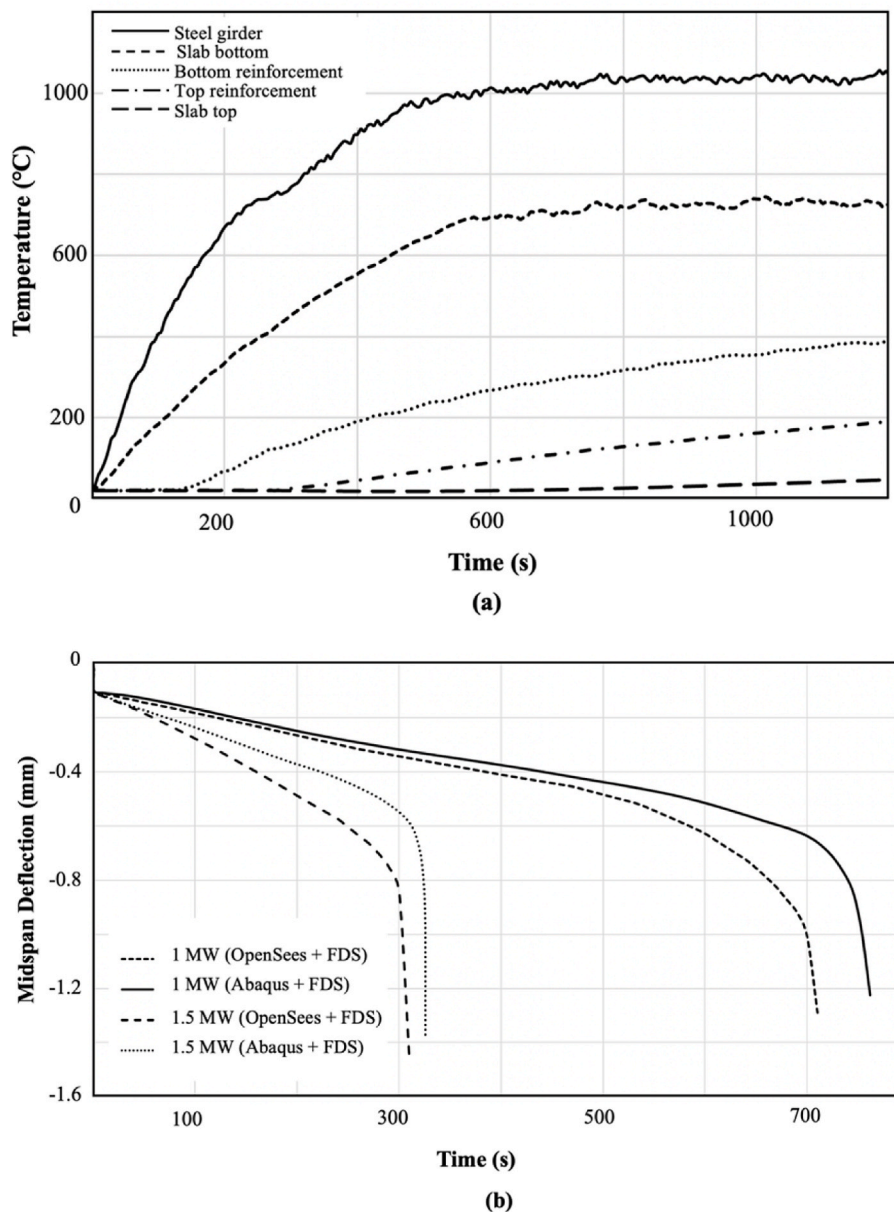 Steel girder
Slab bottom
Bottom reinforcement
Top reinforcement
Slab top
Temperature (°C)
1000
600
200
0
200
600
1000
Time (s)
(a)
Midspan Deflection (mm)
0
-0.4
-0.8
-1.2
-1.6
1 MW (OpenSees + FDS)
1 MW (Abaqus + FDS)
1.5 MW (OpenSees + FDS)
1.5 MW (Abaqus + FDS)
100
300
500
700
Time (s)
(b)